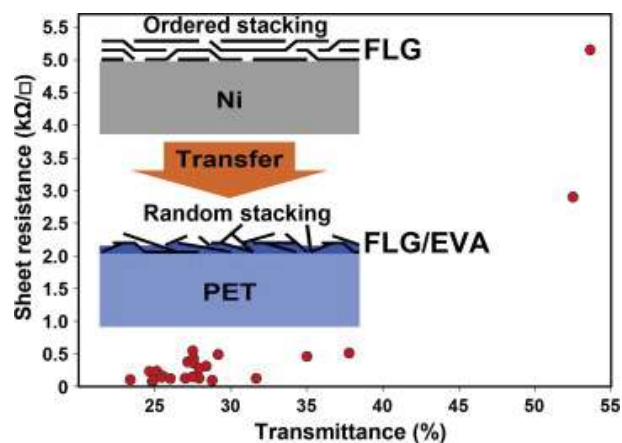 Ordered stacking
FLG
Ni
Transfer
Random stacking
FLG/EVA
PET
Sheet resistance (kΩ/□)
5.5
5.0
4.5
4.0
3.5
3.0
2.5
2.0
1.5
1.0
0.5
0
25 30 35 40 45 50 55
Transmittance (%)